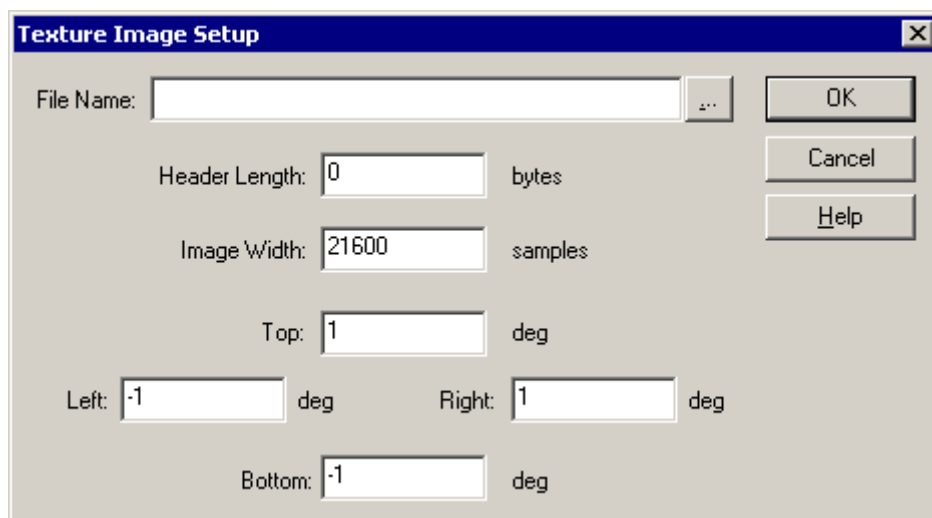 Texture Image Setup
File Name: ... OK
Header Length: 0 bytes Cancel
Image Width: 21600 samples Help
Top: 1 deg
Left: -1 deg Right: 1 deg
Bottom: -1 deg